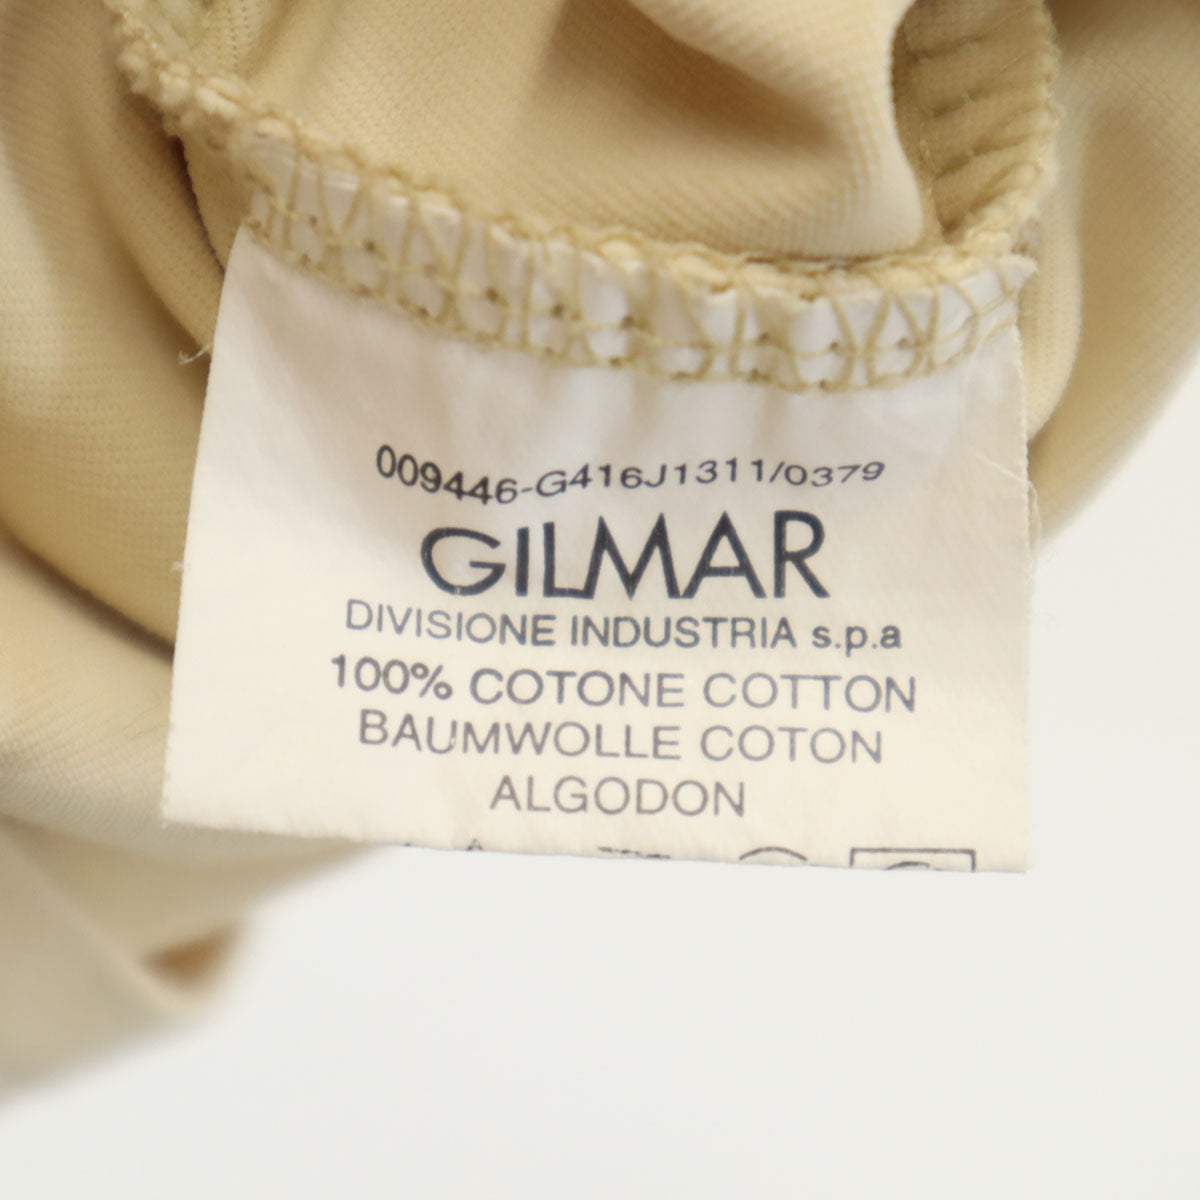 009446-G416J1311/0379
GILMAR
DIVISIONE INDUSTRIA s.p.a
100% COTONE COTTON
BAUMWOLLE COTON
ALGODON